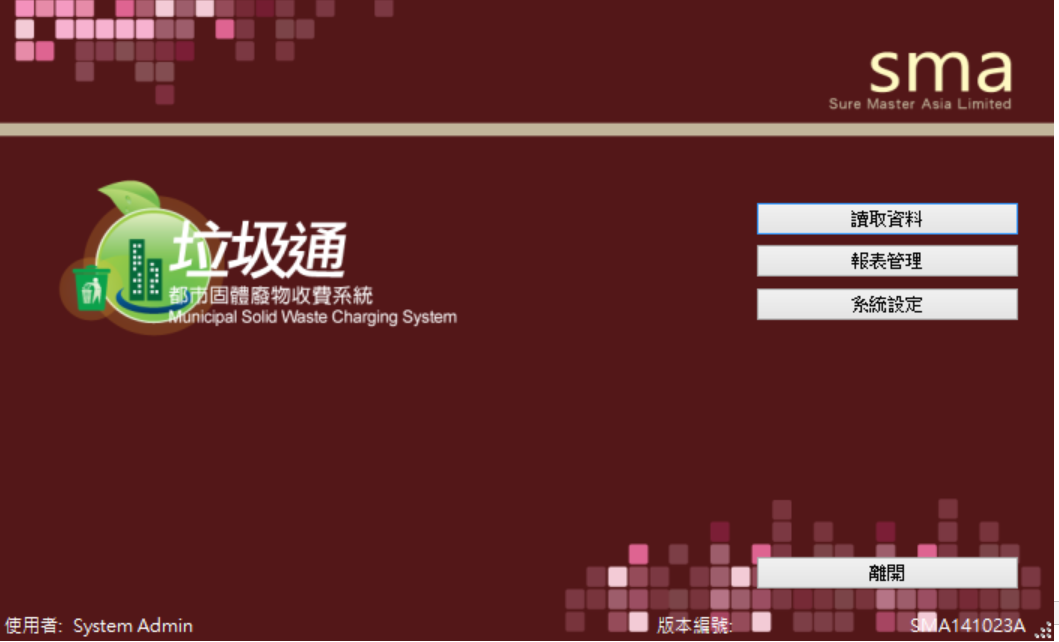 sma
Sure Master Asia Limited
垃圾通
都市固體廢物收費系統
Municipal Solid Waste Charging System
讀取資料
報表管理
系統設定
離開
使用者: System Admin
版本編號: SMA141023A